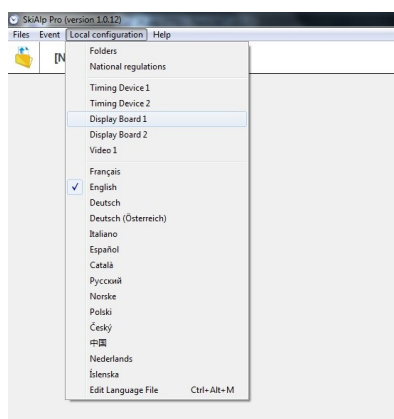 SkiAlp Pro (version 1.0.12)
Files Event Local configuration Help
[N
Folders
National regulations
Timing Device 1
Timing Device 2
Display Board 1
Display Board 2
Video 1
Français
✓ English
Deutsch
Deutsch (Österreich)
Italiano
Español
Català
Русский
Norske
Polski
Český
中国
Nederlands
Íslenska
Edit Language File Ctrl+Alt+M